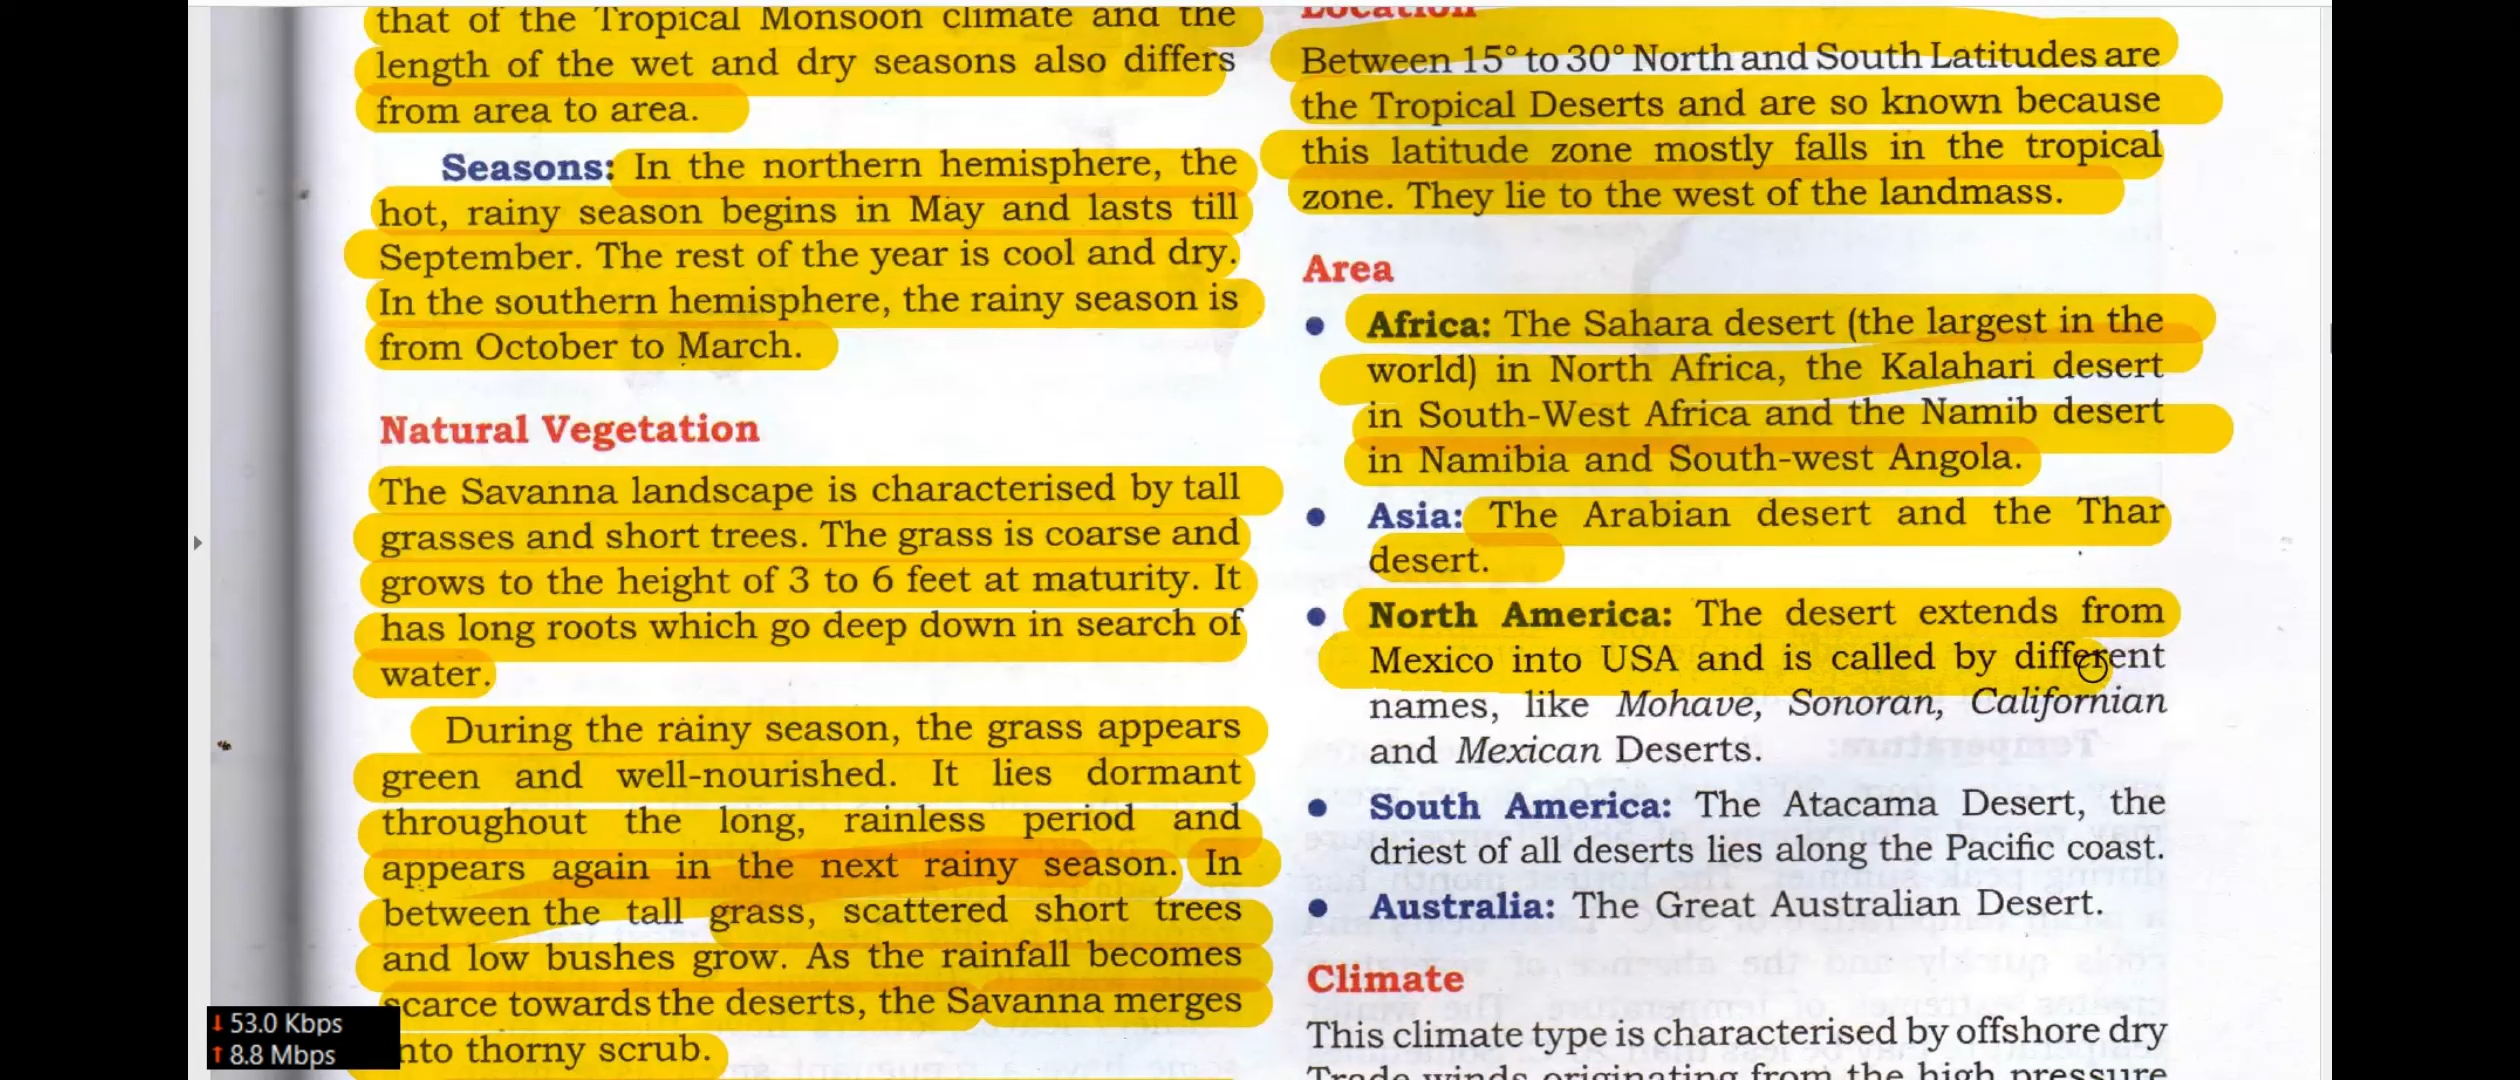 that of the Tropical Monsoon climate and the
length of the wet and dry seasons also differs
from area to area.
Seasons: In the northern hemisphere, the
hot, rainy season begins in May and lasts till
September. The rest of the year is cool and dry.
In the southern hemisphere, the rainy season is
from October to March.
Natural Vegetation
The Savanna landscape is characterised by tall
grasses and short trees. The grass is coarse and
grows to the height of 3 to 6 feet at maturity. It
has long roots which go deep down in search of
water.
During the rainy season, the grass appears
green and well-nourished. It lies dormant
throughout the long, rainless period and
appears again in the next rainy season. In
between the tall grass, scattered short trees
and low bushes grow. As the rainfall becomes
scarce towards the deserts, the Savanna merges
nto thorny scrub.
Location
Between 15° to 30° North and South Latitudes are
the Tropical Deserts and are so known because
this latitude zone mostly falls in the tropical
zone. They lie to the west of the landmass.
Area
• Africa: The Sahara desert (the largest in the
world) in North Africa, the Kalahari desert
in South-West Africa and the Namib desert
in Namibia and South-west Angola.
• Asia: The Arabian desert and the Thar
desert.
• North America: The desert extends from
Mexico into USA and is called by different
names, like Mohave, Sonoran, Californian
and Mexican Deserts.
• South America: The Atacama Desert, the
driest of all deserts lies along the Pacific coast.
• Australia: The Great Australian Desert.
Climate
This climate type is characterised by offshore dry
Trade winds originating from the high pressure
↓ 53.0 Kbps
↑ 8.8 Mbps